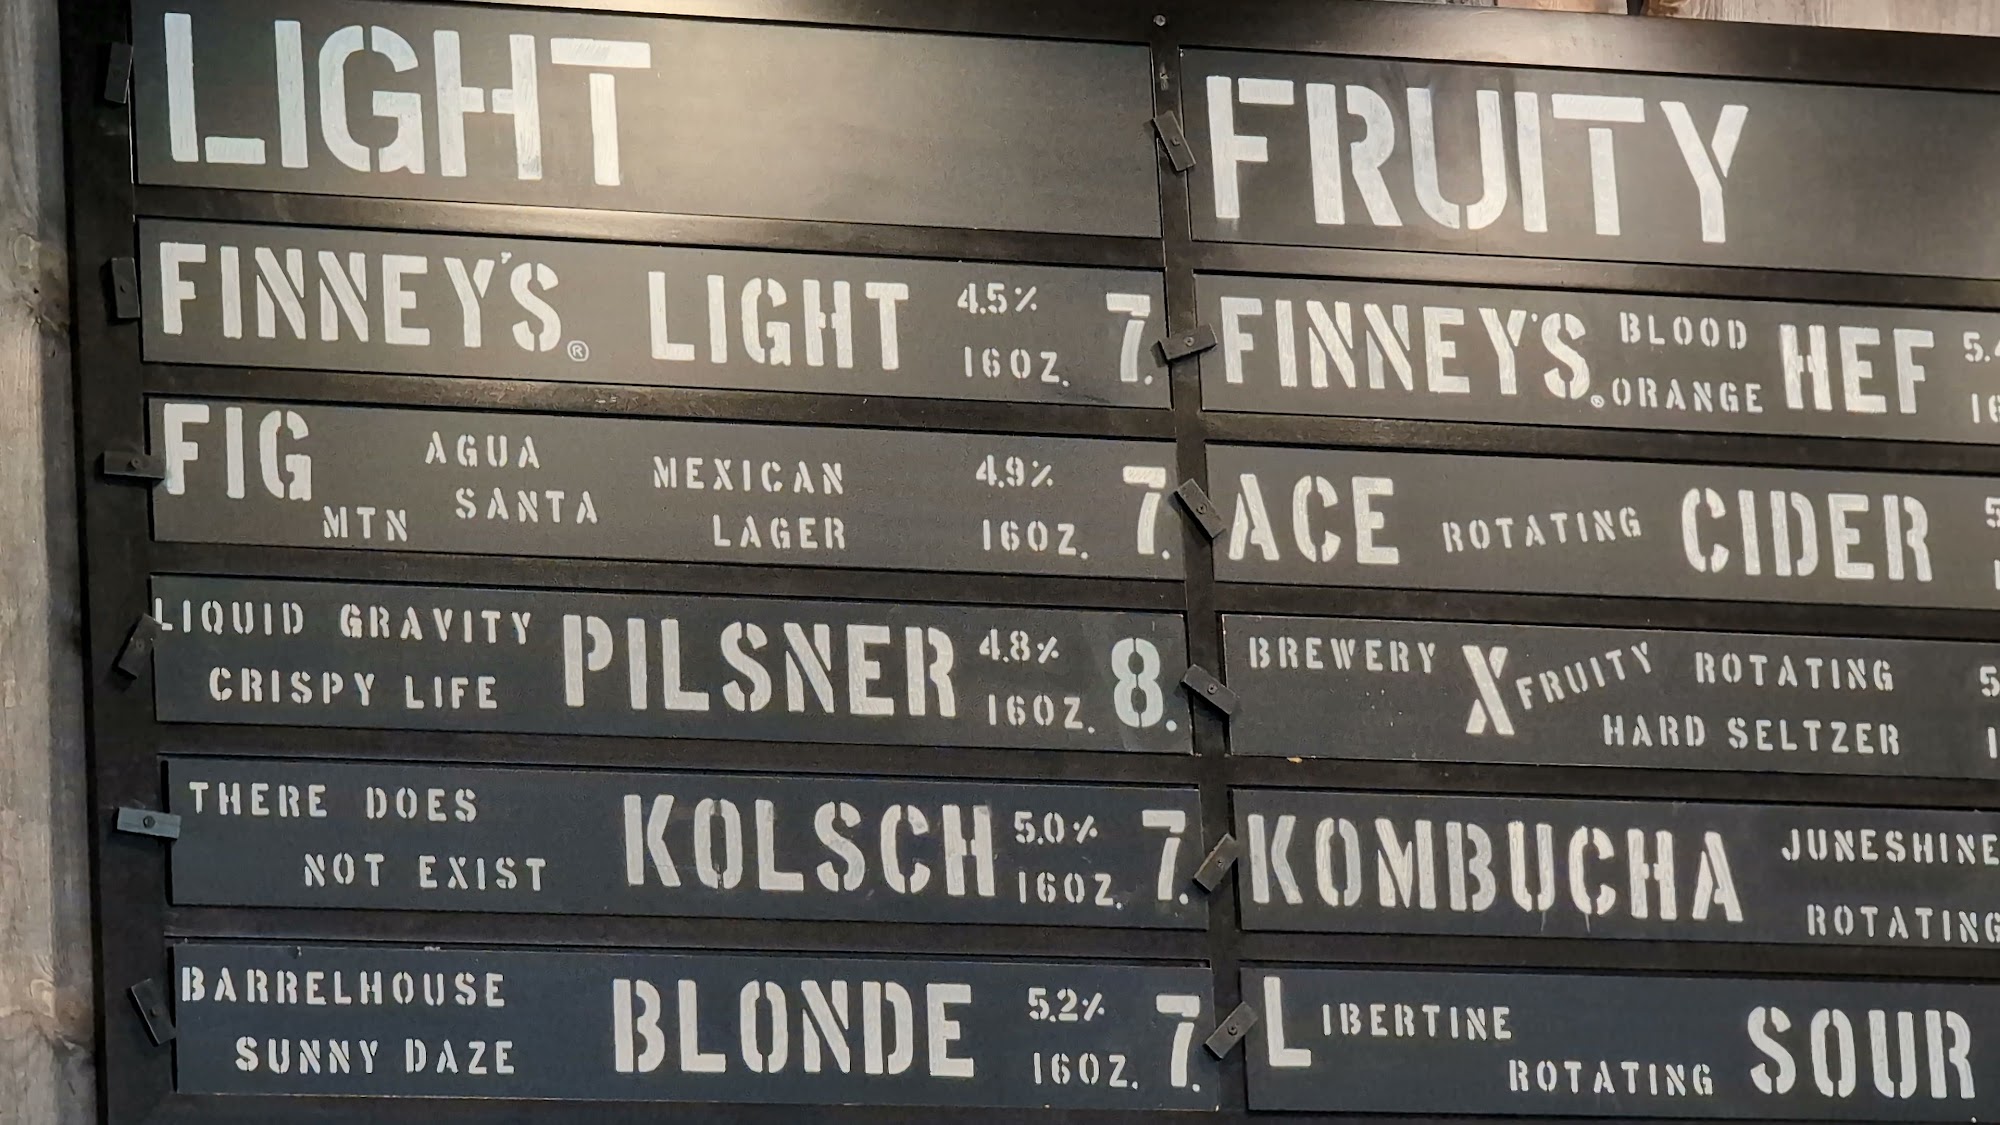 LIGHT
FINNEY'S® LIGHT 4.5% 16OZ. 7.
FIG MTN AGUA SANTA MEXICAN LAGER 4.9% 16OZ. 7.
LIQUID GRAVITY CRISPY LIFE PILSNER 4.8% 16OZ. 8.
THERE DOES NOT EXIST KOLSCH 5.0% 16OZ. 7.
BARRELHOUSE SUNNY DAZE BLONDE 5.2% 16OZ. 7.
FRUITY
FINNEY'S® BLOOD ORANGE HEF
ACE ROTATING CIDER
BREWERY X FRUITY ROTATING HARD SELTZER
KOMBUCHA JUNESHINE ROTATING
LIBERTINE ROTATING SOUR